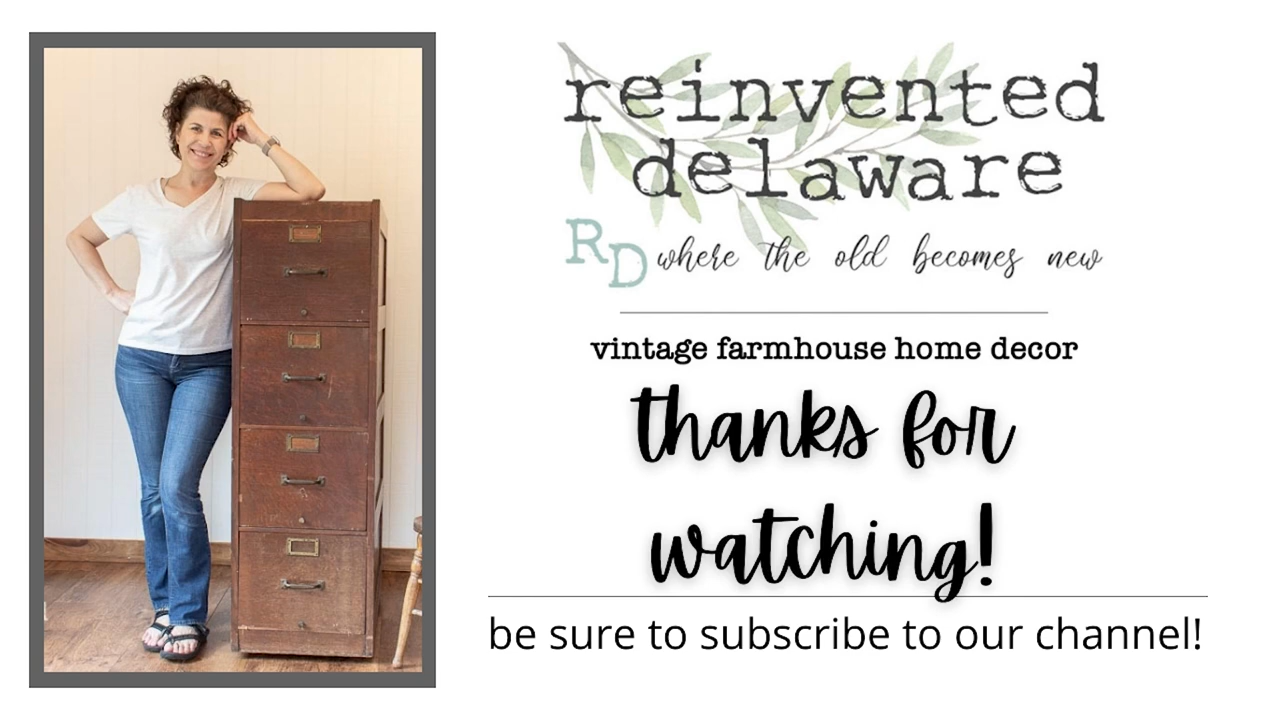 reinvented
delaware
RD where the old becomes new
vintage farmhouse home decor
thanks for
watching!
be sure to subscribe to our channel!